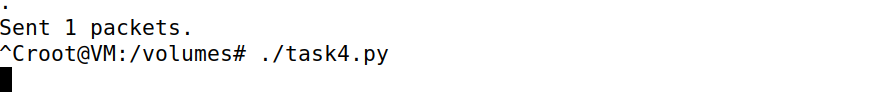 .
Sent 1 packets.
^Croot@VM:/volumes# ./task4.py